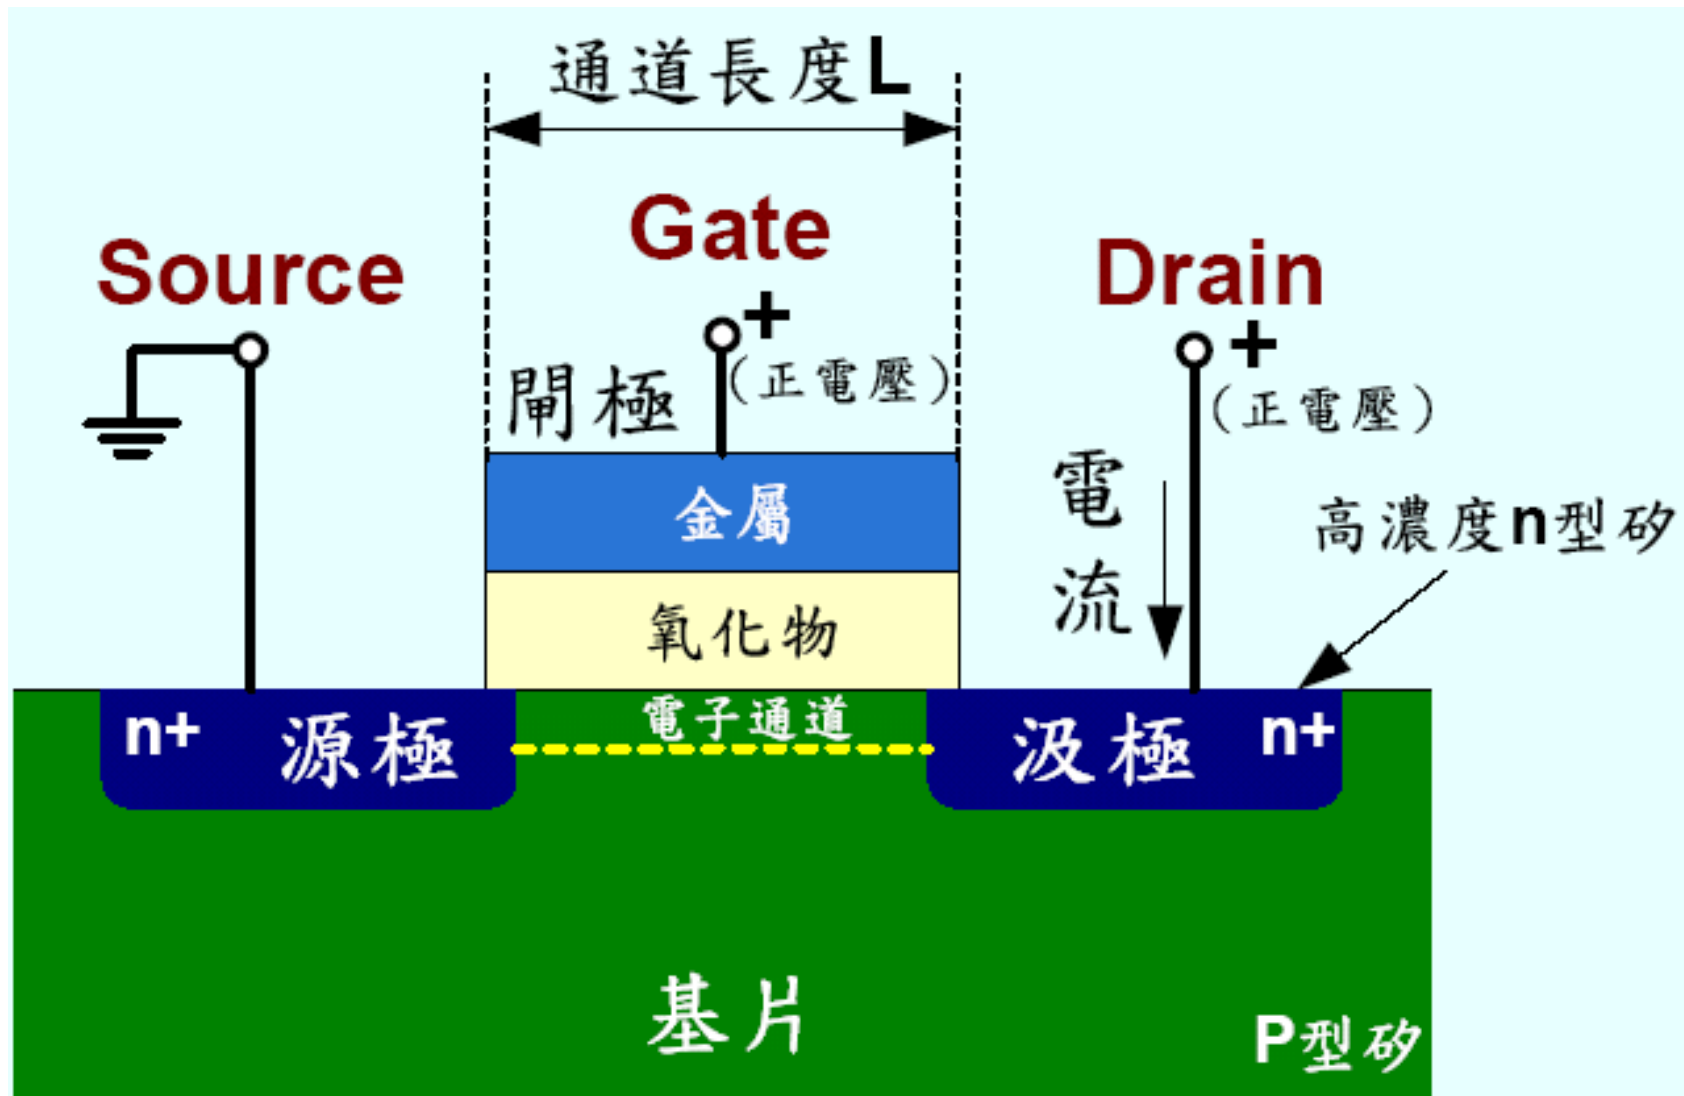 通道長度L
Gate
Source
Drain
+
+
閘極
(正電壓)
(正電壓)
電流
高濃度n型矽
金屬
氧化物
電子通道
n+
源極
汲極
n+
基片
P型矽